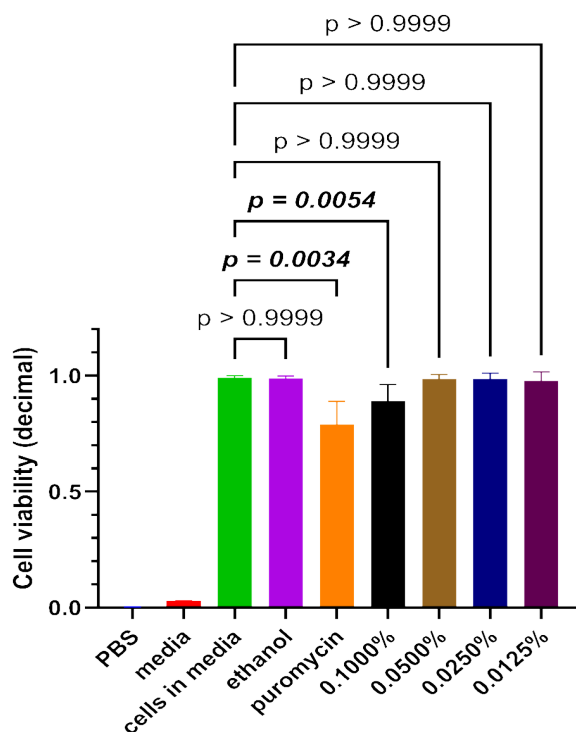 p > 0.9999
p > 0.9999
p > 0.9999
p = 0.0054
p = 0.0034
p > 0.9999
Cell viability (decimal)
1.0
0.5
0.0
PBS
media
cells in media
ethanol
puromycin
0.1000%
0.0500%
0.0250%
0.0125%